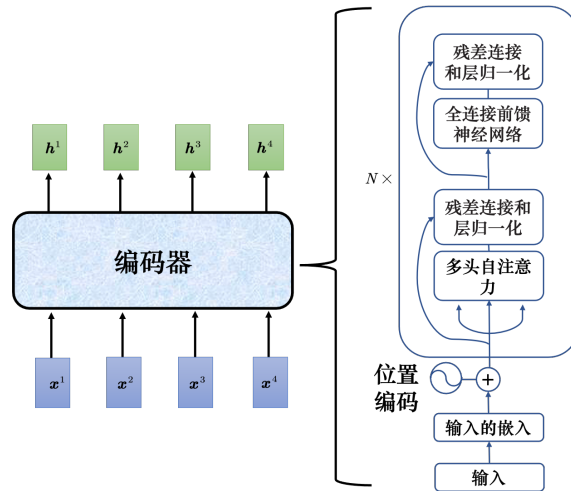 h¹ h² h³ h⁴
编码器
x¹ x² x³ x⁴
残差连接
和层归一化
全连接前馈
神经网络
N×
残差连接和
层归一化
多头自注意
力
位置
编码
+
输入的嵌入
输入